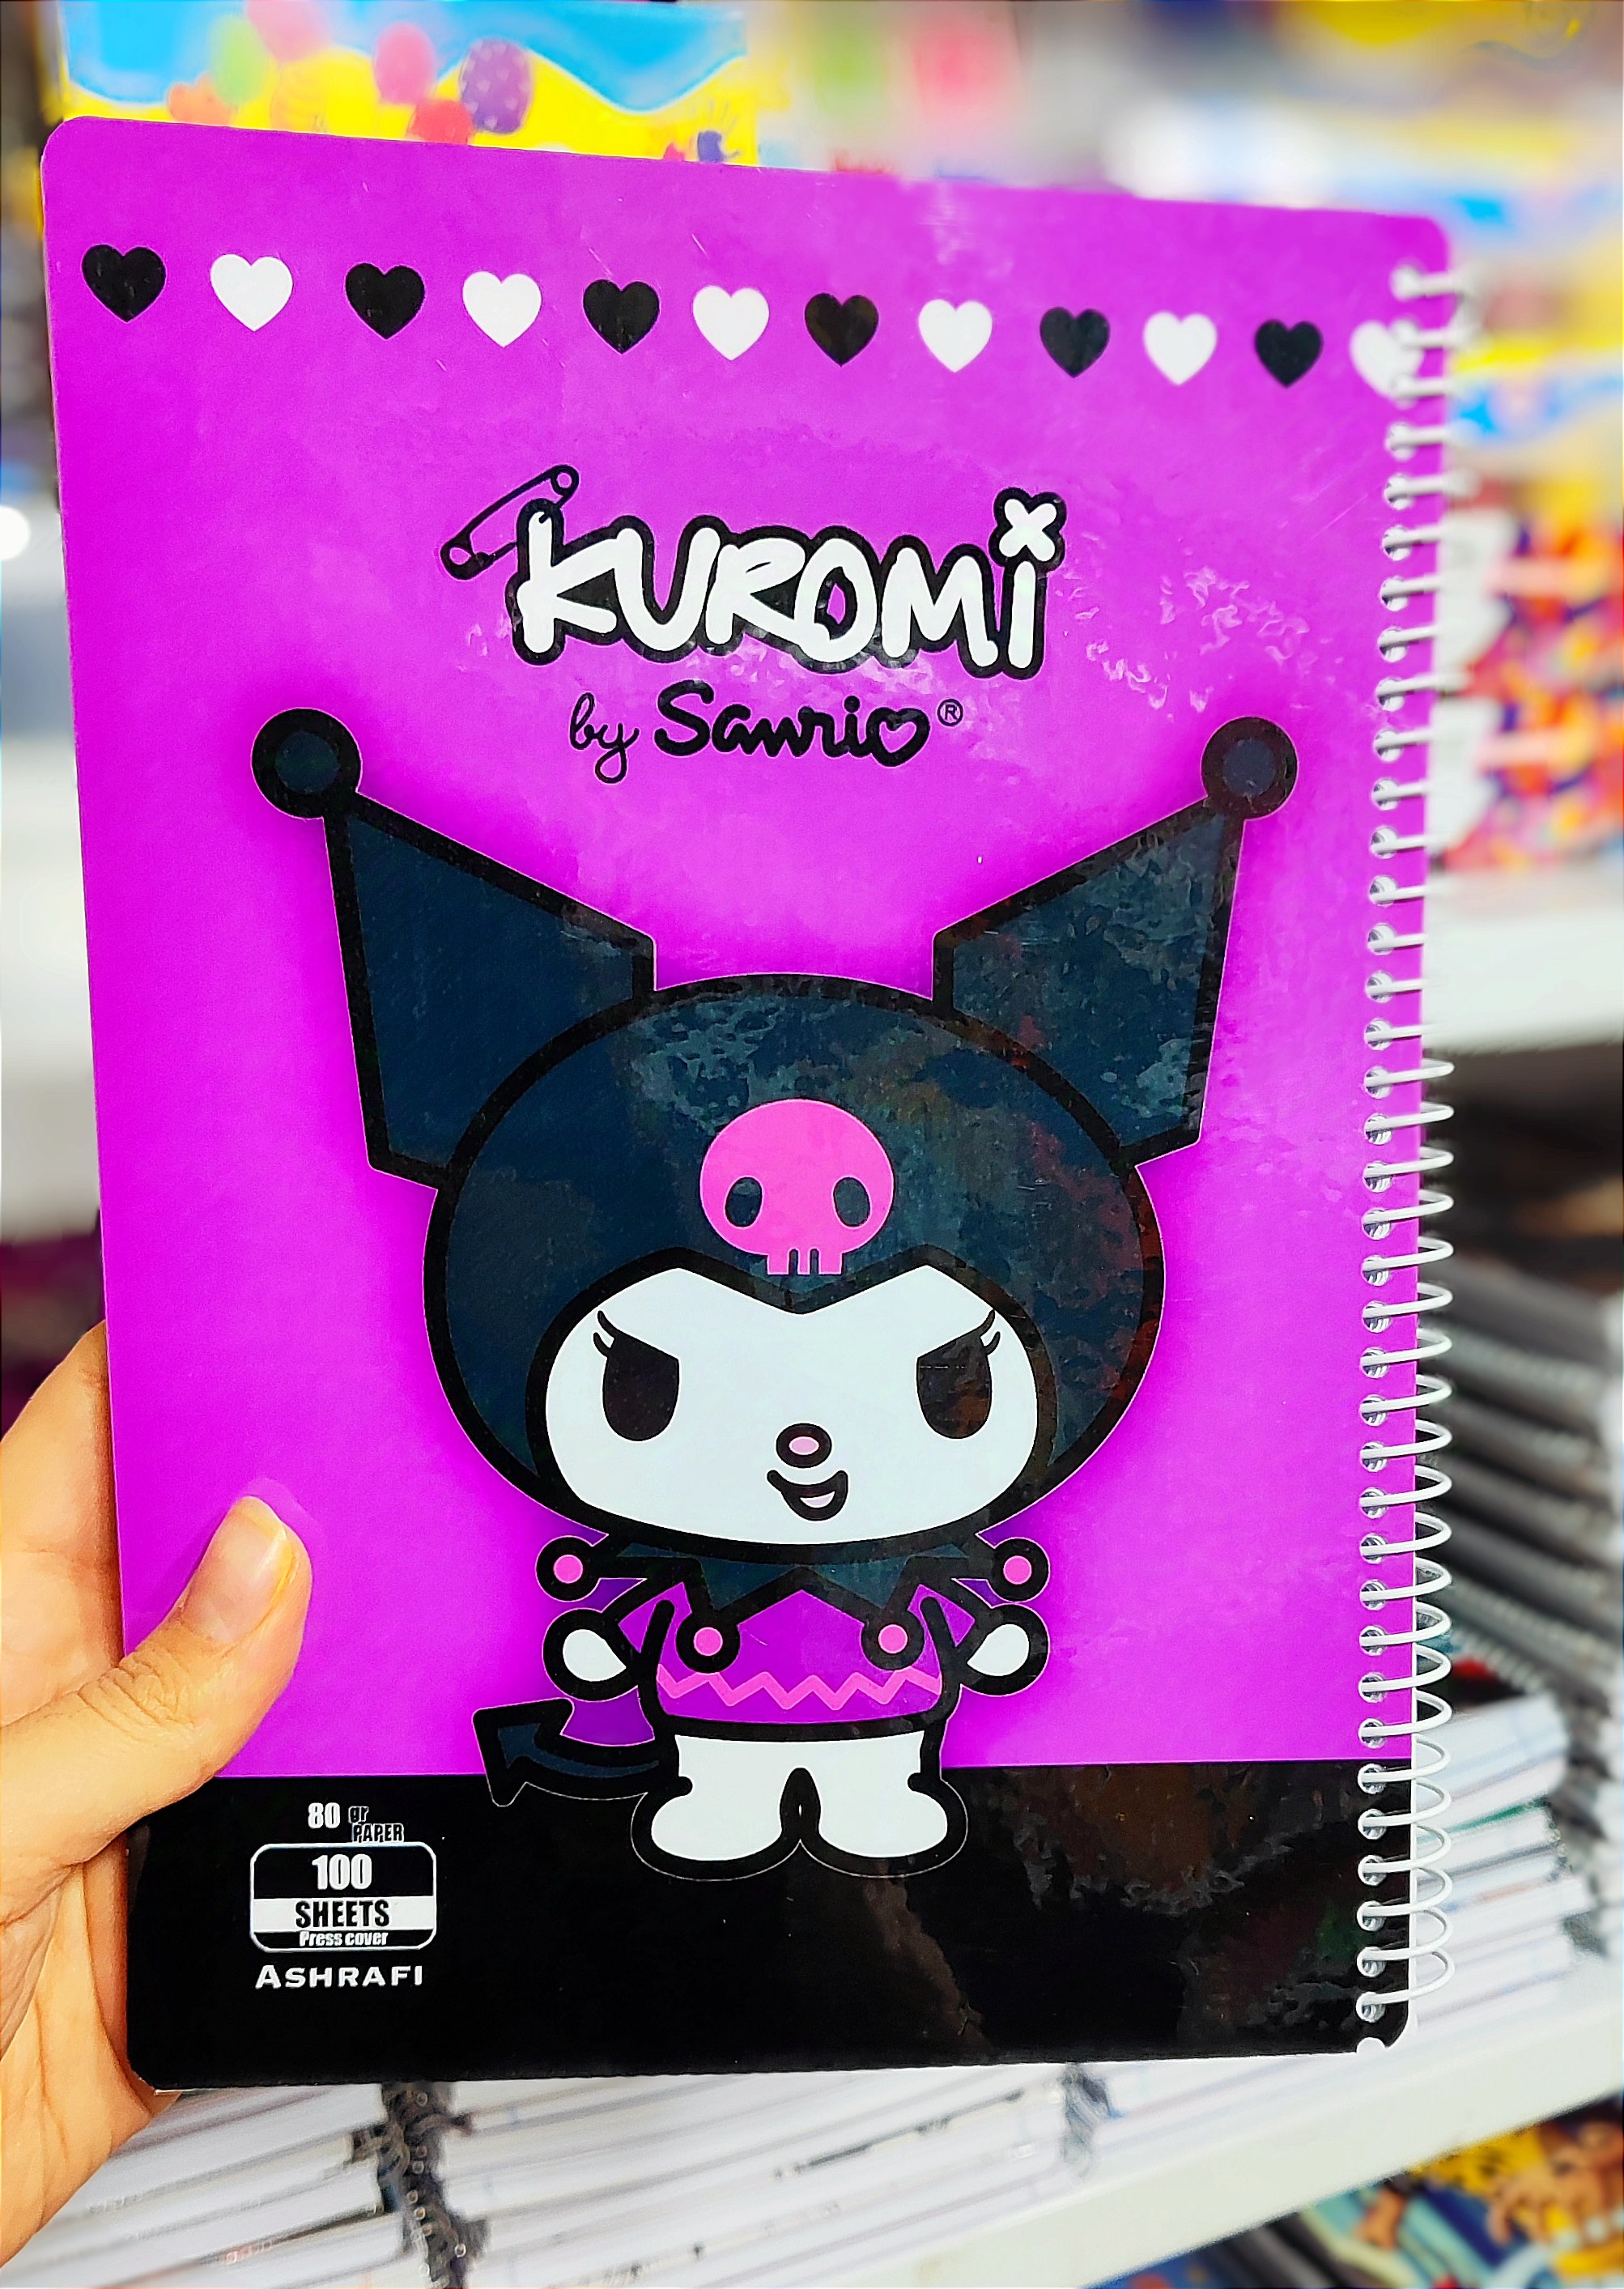 KUROMI
by Sanrio®
80 gr
PAPER
100
SHEETS
Press cover
ASHRAFI